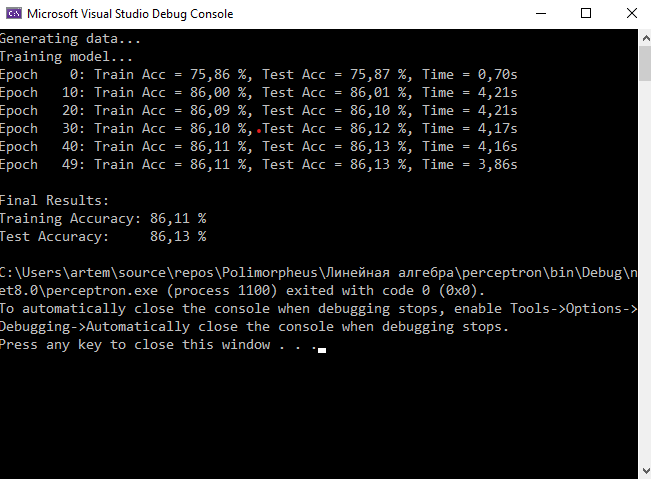 Microsoft Visual Studio Debug Console
Generating data...
Training model...
Epoch    0: Train Acc = 75,86 %, Test Acc = 75,87 %, Time = 0,70s
Epoch   10: Train Acc = 86,00 %, Test Acc = 86,01 %, Time = 4,21s
Epoch   20: Train Acc = 86,09 %, Test Acc = 86,10 %, Time = 4,21s
Epoch   30: Train Acc = 86,10 %, Test Acc = 86,12 %, Time = 4,17s
Epoch   40: Train Acc = 86,11 %, Test Acc = 86,13 %, Time = 4,16s
Epoch   49: Train Acc = 86,11 %, Test Acc = 86,13 %, Time = 3,86s
Final Results:
Training Accuracy: 86,11 %
Test Accuracy:     86,13 %
C:\Users\artem\source\repos\Polimorpheus\Линейная алгебра\perceptron\bin\Debug\n
et8.0\perceptron.exe (process 1100) exited with code 0 (0x0).
To automatically close the console when debugging stops, enable Tools->Options->
Debugging->Automatically close the console when debugging stops.
Press any key to close this window . . .